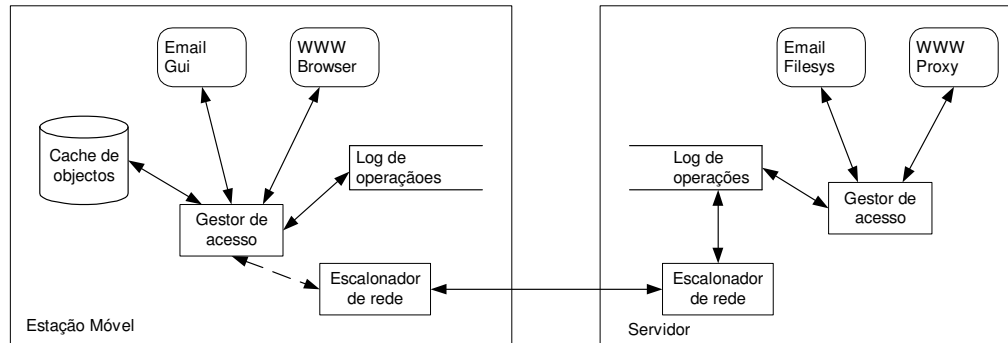 Email
Gui
WWW
Browser
Cache de
objectos
Log de
operaçãoes
Gestor de
acesso
Escalonador
de rede
Estação Móvel
Email
Filesys
WWW
Proxy
Log de
operações
Gestor de
acesso
Escalonador
de rede
Servidor